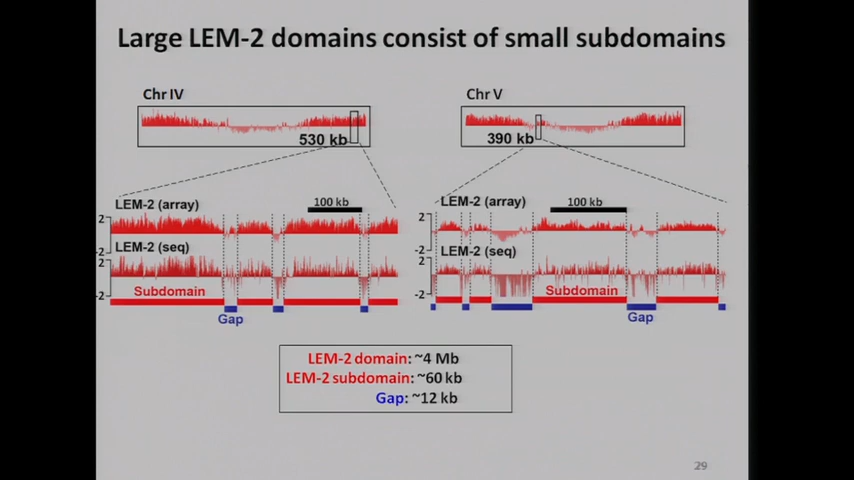 Large LEM-2 domains consist of small subdomains
Chr IV
530 kb
Chr V
390 kb
100 kb
LEM-2 (array)
2
-2
LEM-2 (seq)
2
-2
Subdomain
Gap
100 kb
LEM-2 (array)
2
-2
LEM-2 (seq)
2
-2
Subdomain
Gap
LEM-2 domain: ~4 Mb
LEM-2 subdomain: ~60 kb
Gap: ~12 kb
29